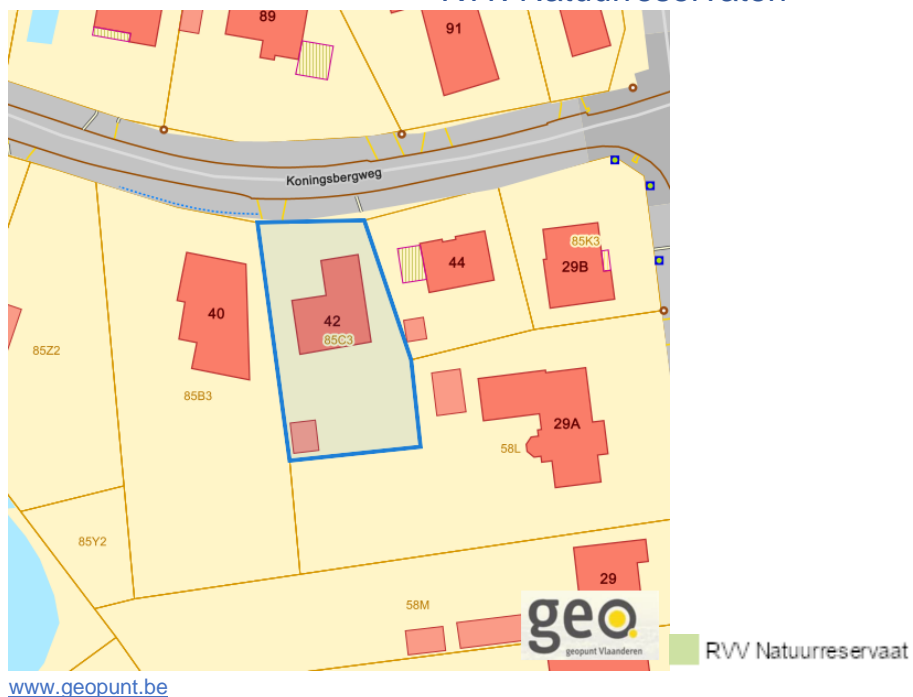 89
91
Koningsbergweg
85K3
44
29B
40
42
85C3
85Z2
85B3
29A
58L
85Y2
29
58M
geo
geopunt Vlaanderen
RVV Natuurreservaat
www.geopunt.be